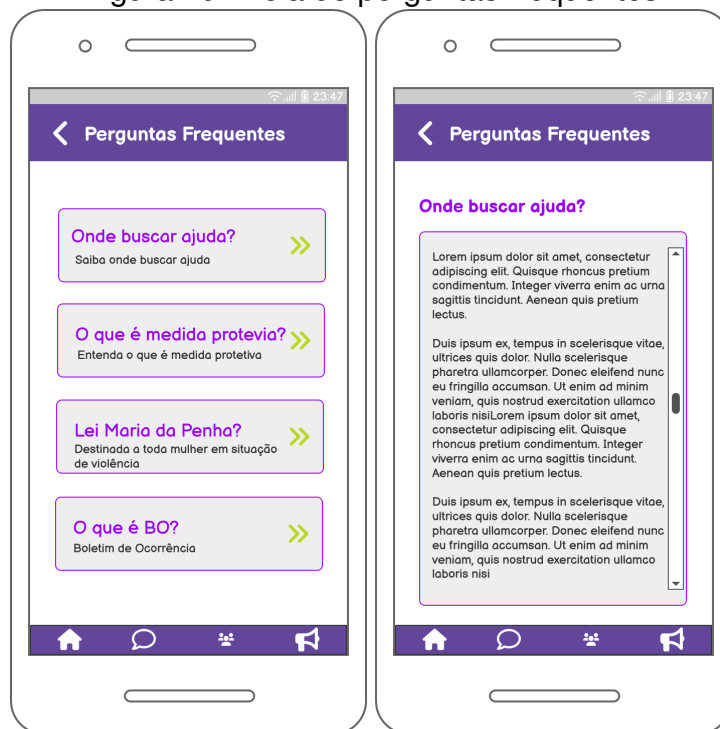 23:47
Perguntas Frequentes
Onde buscar ajuda?
Saiba onde buscar ajuda
O que é medida protevia?
Entenda o que é medida protetiva
Lei Maria da Penha?
Destinada a toda mulher em situação
de violência
O que é BO?
Boletim de Ocorrência
23:47
Perguntas Frequentes
Onde buscar ajuda?
Lorem ipsum dolor sit amet, consectetur
adipiscing elit. Quisque rhoncus pretium
condimentum. Integer viverra enim ac urna
sagittis tincidunt. Aenean quis pretium
lectus.
Duis ipsum ex, tempus in scelerisque vitae,
ultrices quis dolor. Nulla scelerisque
pharetra ullamcorper. Donec eleifend nunc
eu fringilla accumsan. Ut enim ad minim
veniam, quis nostrud exercitation ullamco
laboris nisiLorem ipsum dolor sit amet,
consectetur adipiscing elit. Quisque
rhoncus pretium condimentum. Integer
viverra enim ac urna sagittis tincidunt.
Aenean quis pretium lectus.
Duis ipsum ex, tempus in scelerisque vitae,
ultrices quis dolor. Nulla scelerisque
pharetra ullamcorper. Donec eleifend nunc
eu fringilla accumsan. Ut enim ad minim
veniam, quis nostrud exercitation ullamco
laboris nisi